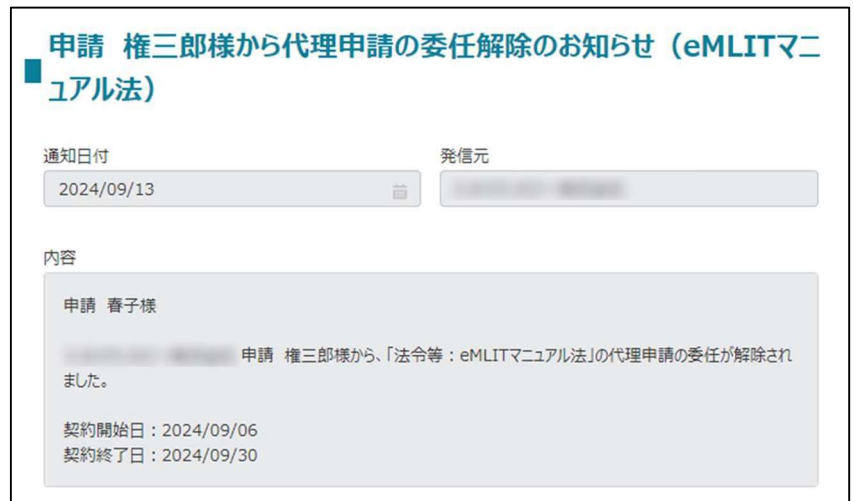 申請 権三郎様から代理申請の委任解除のお知らせ（eMLITマニ
ュアル法）
通知日付
発信元
2024/09/13
内容
申請 春子様
申請 権三郎様から、「法令等：eMLITマニュアル法」の代理申請の委任が解除され
ました。
契約開始日：2024/09/06
契約終了日：2024/09/30